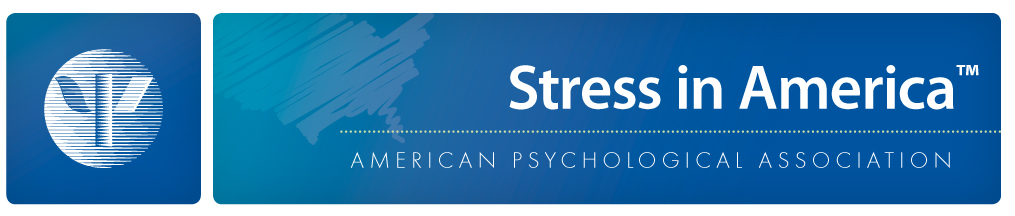 Stress in America™
AMERICAN PSYCHOLOGICAL ASSOCIATION